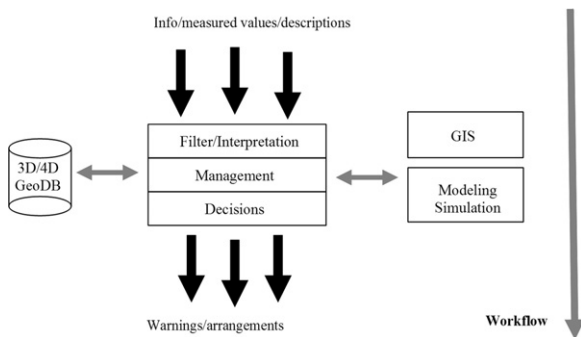 Info/measured values/descriptions
Filter/Interpretation
Management
Decisions
3D/4D
GeoDB
GIS
Modeling
Simulation
Warnings/arrangements
Workflow